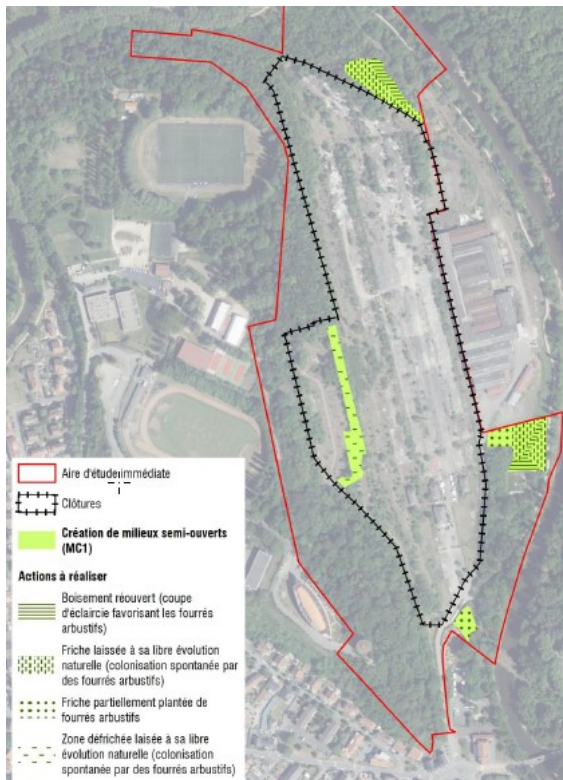 Aire d'étude immédiate
Clôtures
Création de milieux semi-ouverts
(MC1)
Actions à réaliser
Boisement réouvert (coupe
d'éclaircie favorisant les fourrés
arbustifs)
Friche laissée à sa libre évolution
naturelle (colonisation spontanée par
des fourrés arbustifs)
Friche partiellement plantée de
fourrés arbustifs
Zone défrichée laisée à sa libre
évolution naturelle (colonisation
spontanée par des fourrés arbustifs)